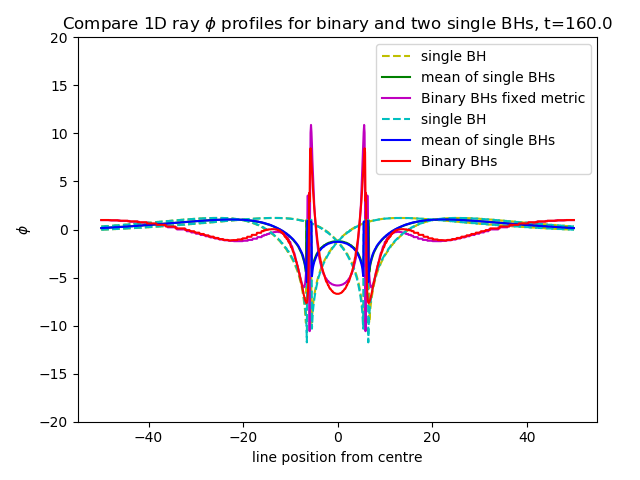 Compare 1D ray ϕ profiles for binary and two single BHs, t=160.0
single BH
mean of single BHs
Binary BHs fixed metric
single BH
mean of single BHs
Binary BHs
20
15
10
5
0
−5
−10
−15
−20
ϕ
−40 −20 0 20 40
line position from centre